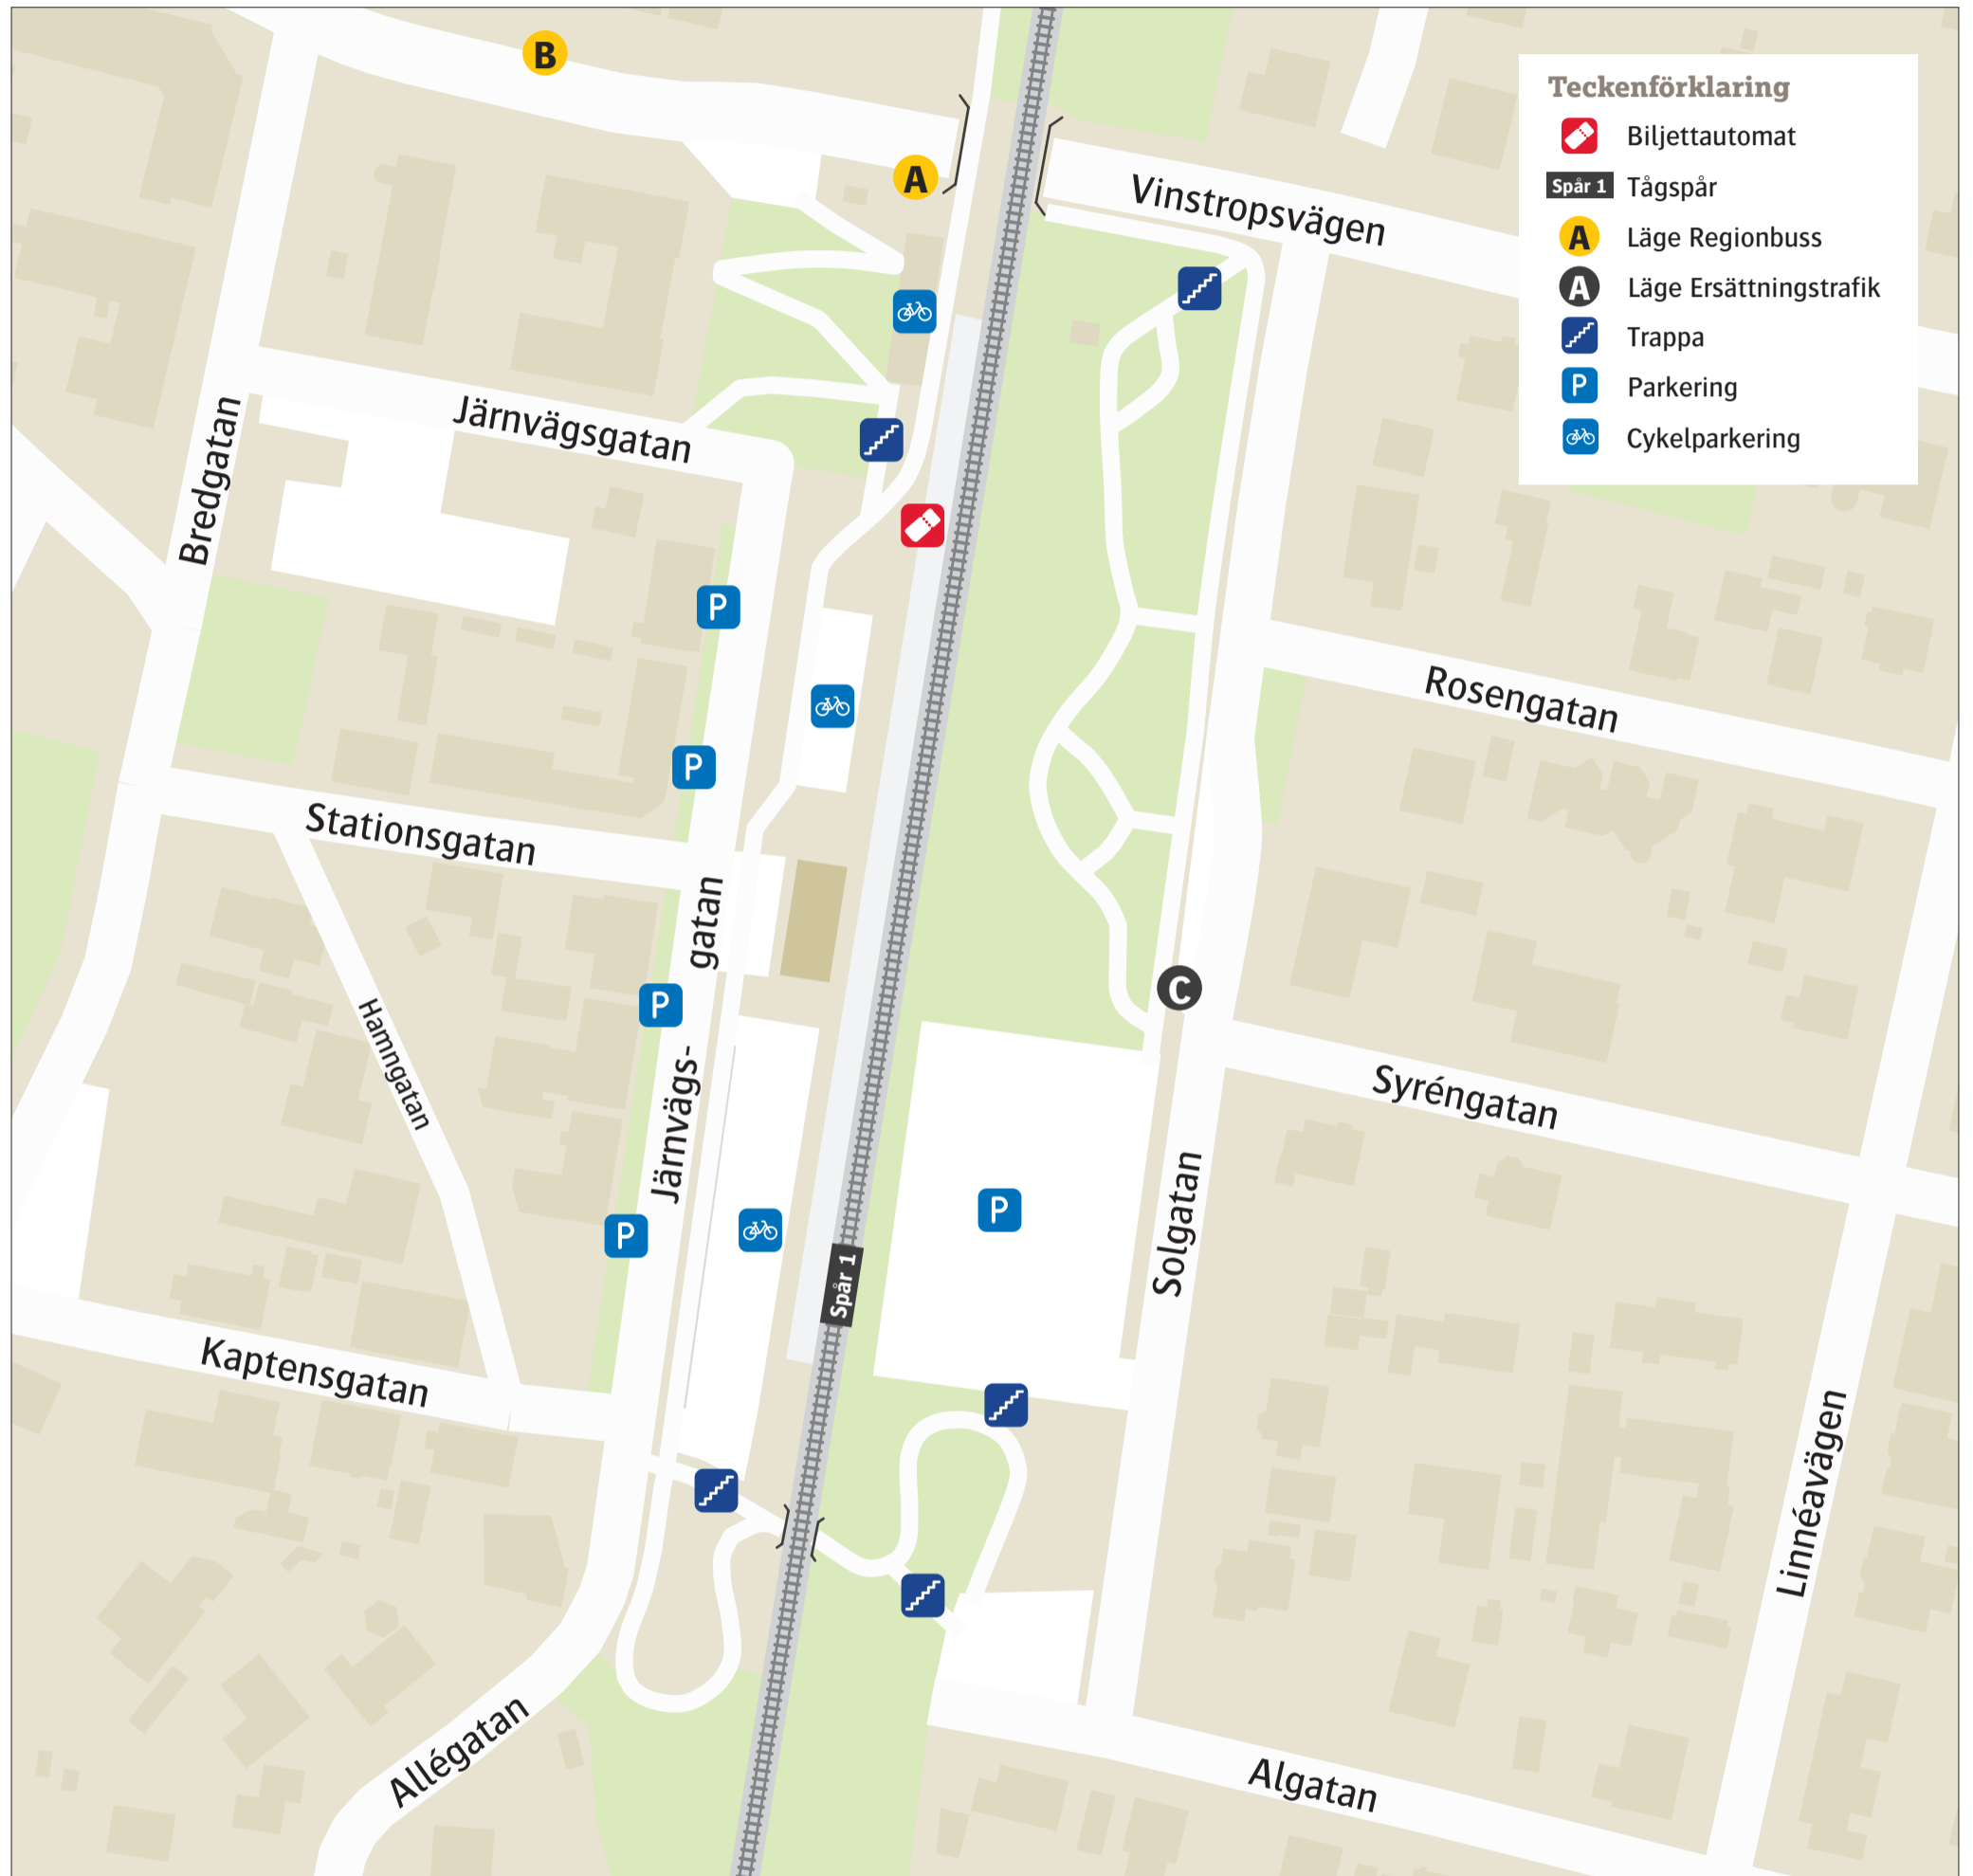 B
A
Vinstropsvägen
Teckenförklaring
Biljettautomat
Spår 1 Tågspår
A Läge Regionbuss
A Läge Ersättningstrafik
Trappa
P Parkering
Cykelparkering
Bredgatan
Järnvägsgatan
P
P
Rosengatan
Stationsgatan
Järnvägs-
gatan
P
C
Hamngatan
Syréngatan
P
P
Solgatan
Spår 1
Kaptensgatan
Linnéavägen
Allégatan
Algatan